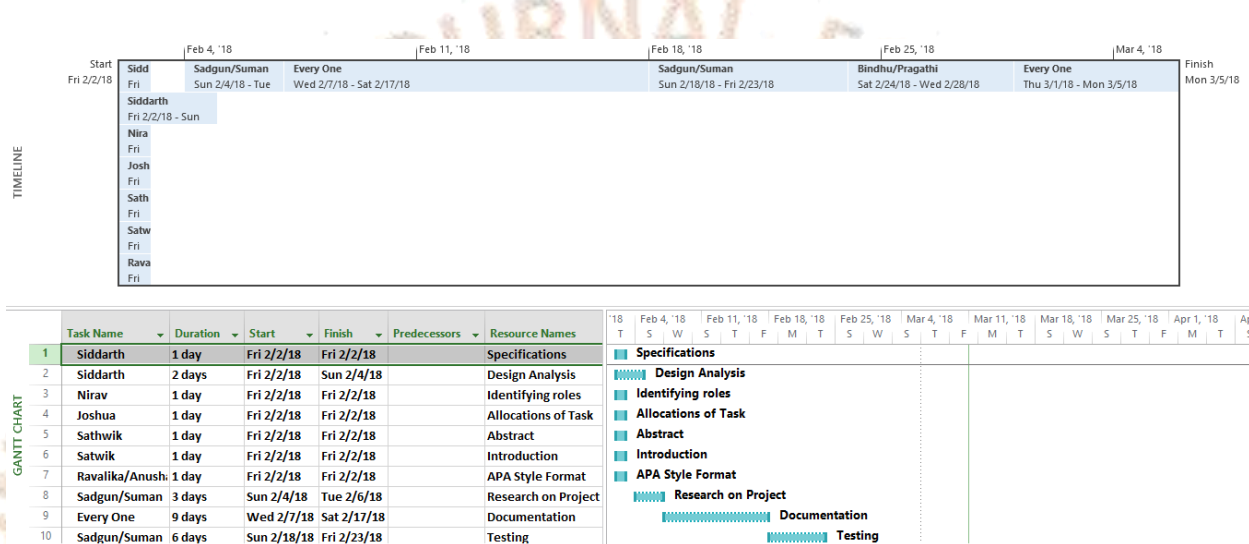 URNAL
Feb 4, '18 Feb 11, '18 Feb 18, '18 Feb 25, '18 Mar 4, '18
Start Fri 2/2/18
Finish Mon 3/5/18
TIMELINE
Sidd Sadgun/Suman Every One Sadgun/Suman Bindhu/Pragathi Every One
Fri Sun 2/4/18 - Tue Wed 2/7/18 - Sat 2/17/18 Sun 2/18/18 - Fri 2/23/18 Sat 2/24/18 - Wed 2/28/18 Thu 3/1/18 - Mon 3/5/18
Siddarth
Fri 2/2/18 - Sun
Nira
Fri
Josh
Fri
Sath
Fri
Satw
Fri
Rava
Fri
GANTT CHART
'18 Feb 4, '18 Feb 11, '18 Feb 18, '18 Feb 25, '18 Mar 4, '18 Mar 11, '18 Mar 18, '18 Mar 25, '18 Apr 1, '18
Task Name Duration Start Finish Predecessors Resource Names T S W S T F M T S W S T F M T S W S T F M T
1 Siddarth 1 day Fri 2/2/18 Fri 2/2/18 Specifications Specifications
2 Siddarth 2 days Fri 2/2/18 Sun 2/4/18 Design Analysis Design Analysis
3 Nirav 1 day Fri 2/2/18 Fri 2/2/18 Identifying roles Identifying roles
4 Joshua 1 day Fri 2/2/18 Fri 2/2/18 Allocations of Task Allocations of Task
5 Sathwik 1 day Fri 2/2/18 Fri 2/2/18 Abstract Abstract
6 Satwik 1 day Fri 2/2/18 Fri 2/2/18 Introduction Introduction
7 Ravalika/Anusha 1 day Fri 2/2/18 Fri 2/2/18 APA Style Format APA Style Format
8 Sadgun/Suman 3 days Sun 2/4/18 Tue 2/6/18 Research on Project Research on Project
9 Every One 9 days Wed 2/7/18 Sat 2/17/18 Documentation Documentation
10 Sadgun/Suman 6 days Sun 2/18/18 Fri 2/23/18 Testing Testing